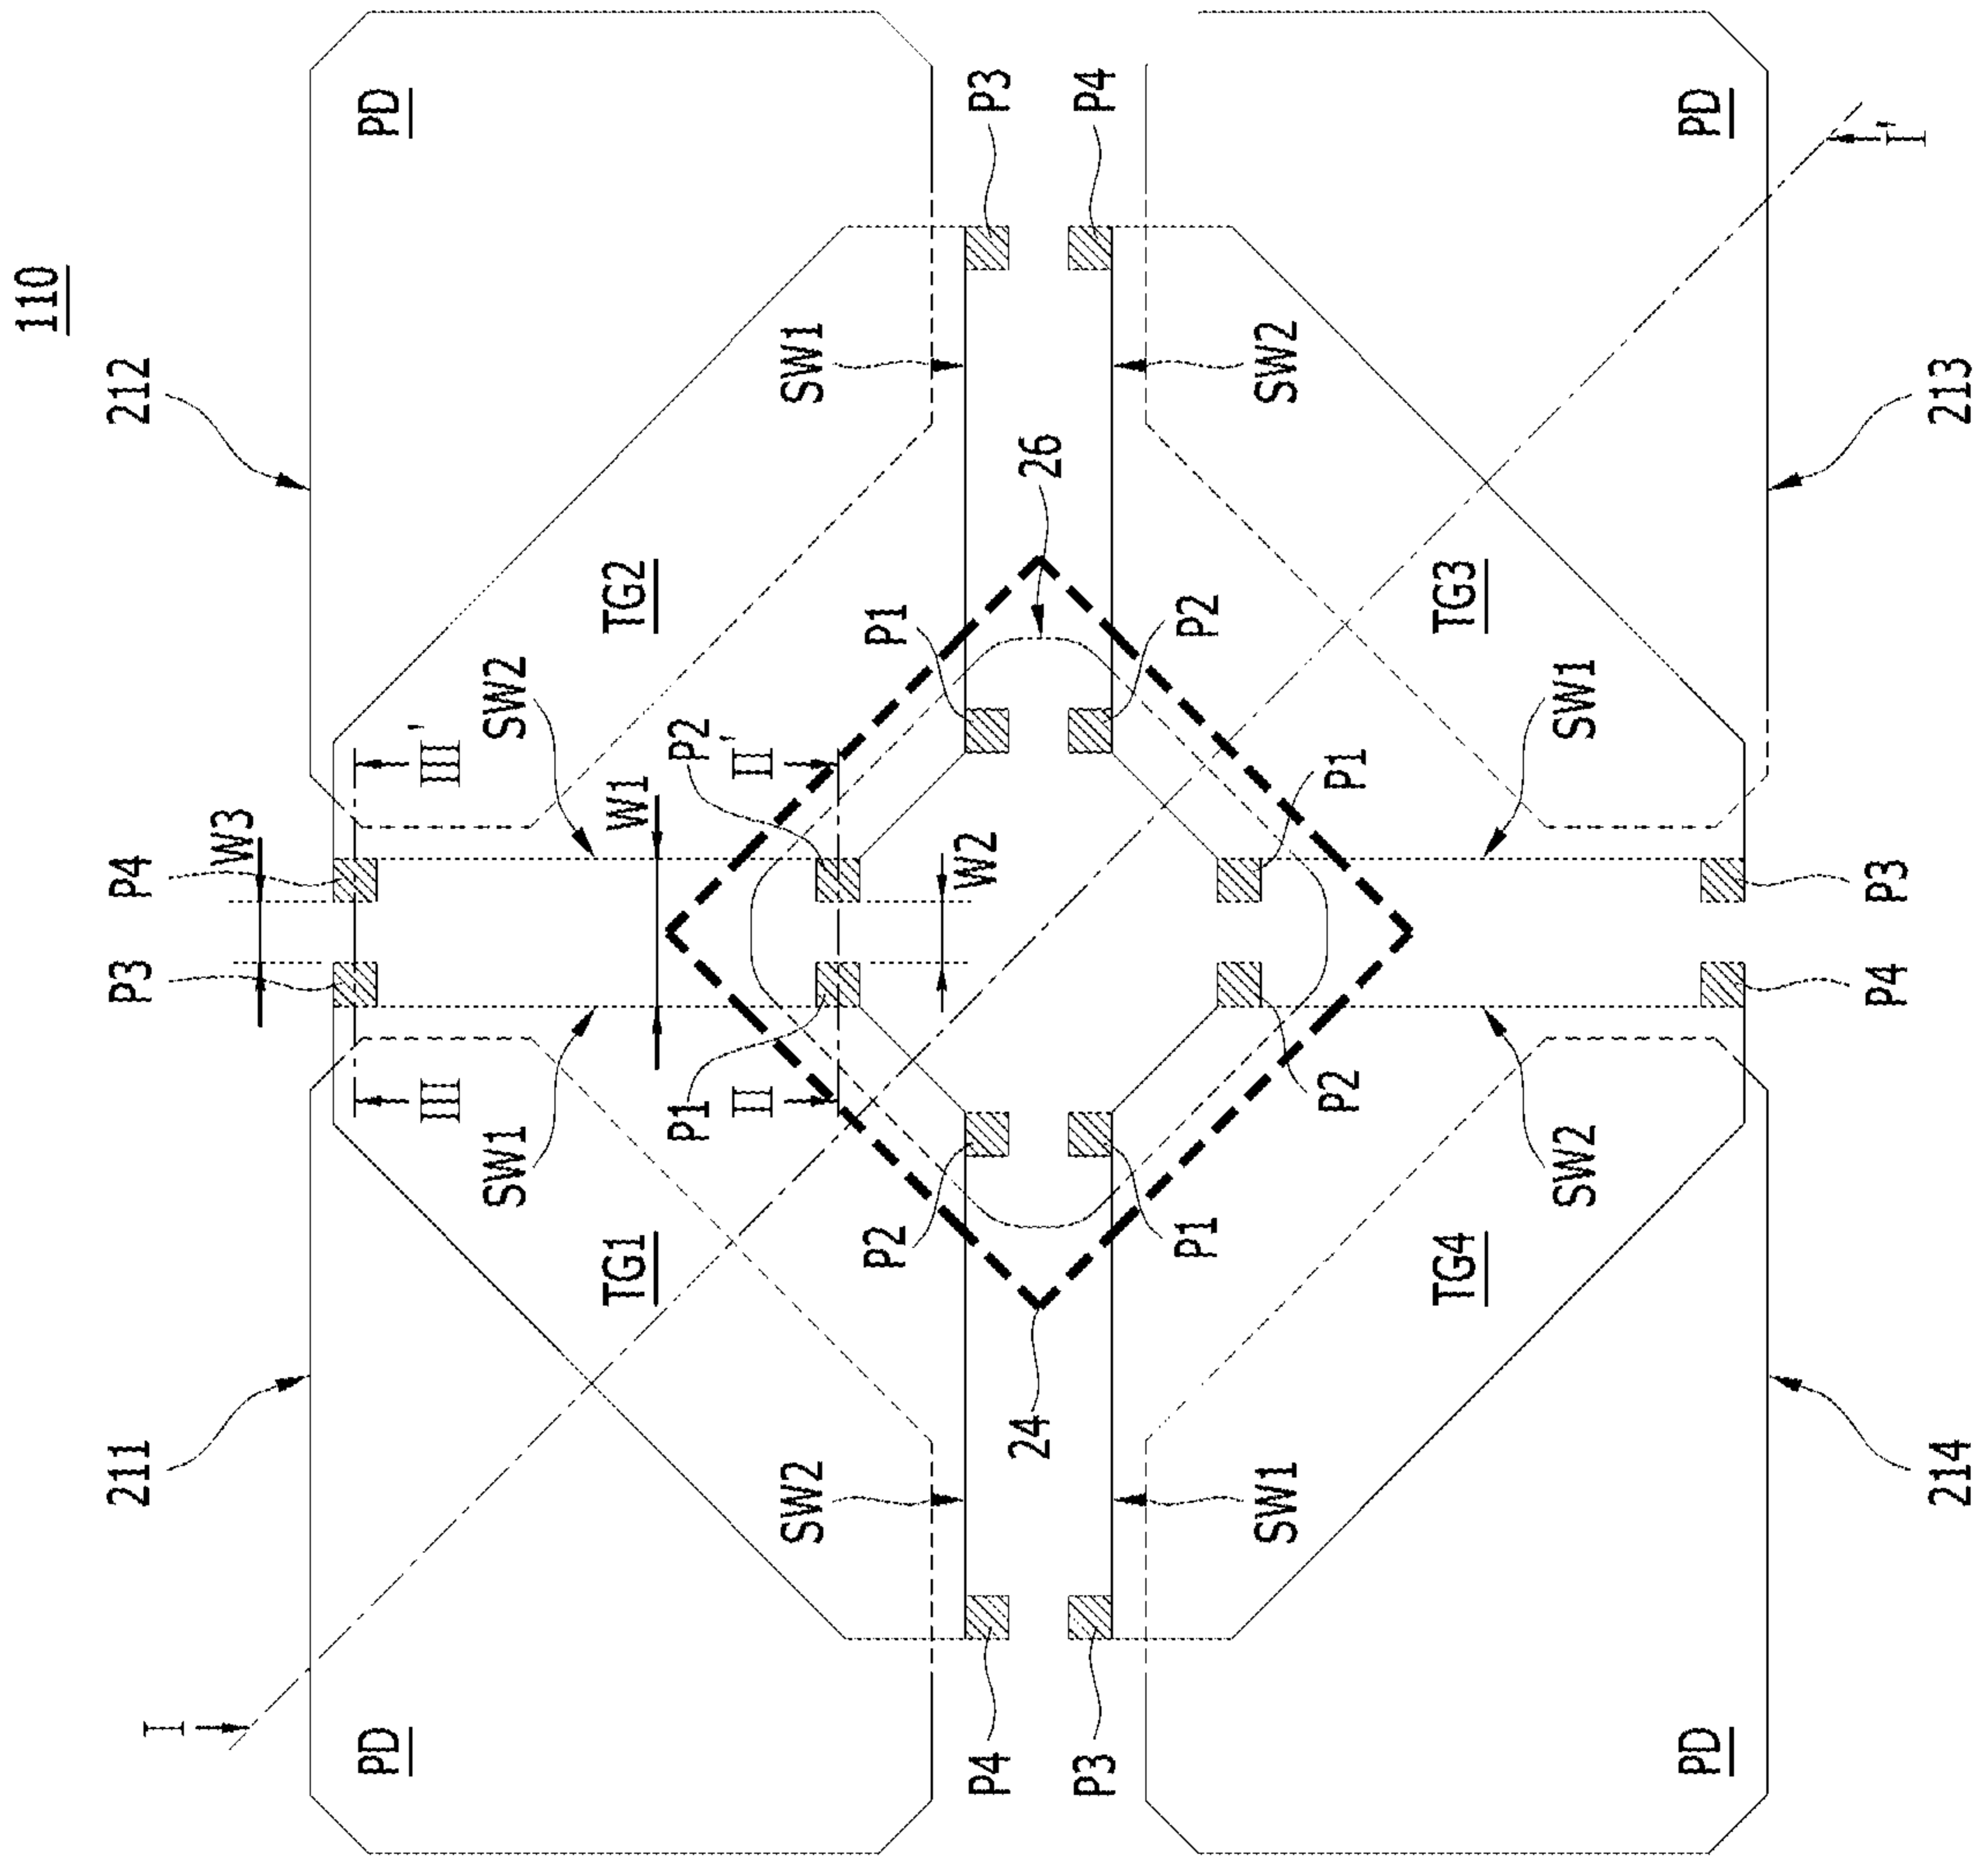 110
211
P3
P4
212
I
W3
PD
PD
III
III'
SW1
SW2
TG1
W1
TG2
P1
P2
II
II'
SW2
SW1
P2
P1
W2
P4
P3
24
26
P3
P4
P1
P2
SW1
SW2
P2
P1
TG4
TG3
SW2
SW1
PD
PD
P4
P3
I'
214
213